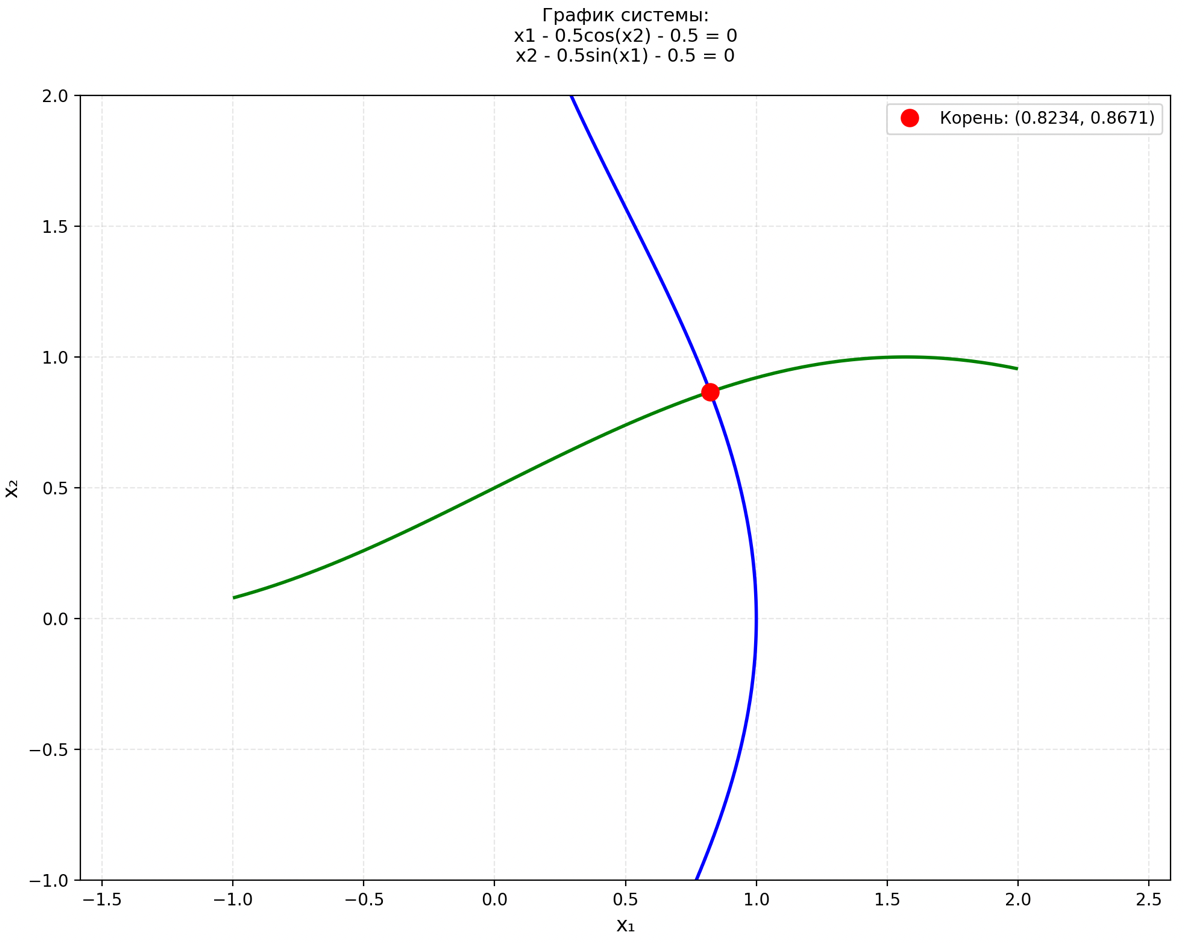 График системы:
x1 - 0.5cos(x2) - 0.5 = 0
x2 - 0.5sin(x1) - 0.5 = 0
Корень: (0.8234, 0.8671)
2.0
1.5
1.0
0.5
0.0
−0.5
−1.0
x₂
−1.5 −1.0 −0.5 0.0 0.5 1.0 1.5 2.0 2.5
x₁